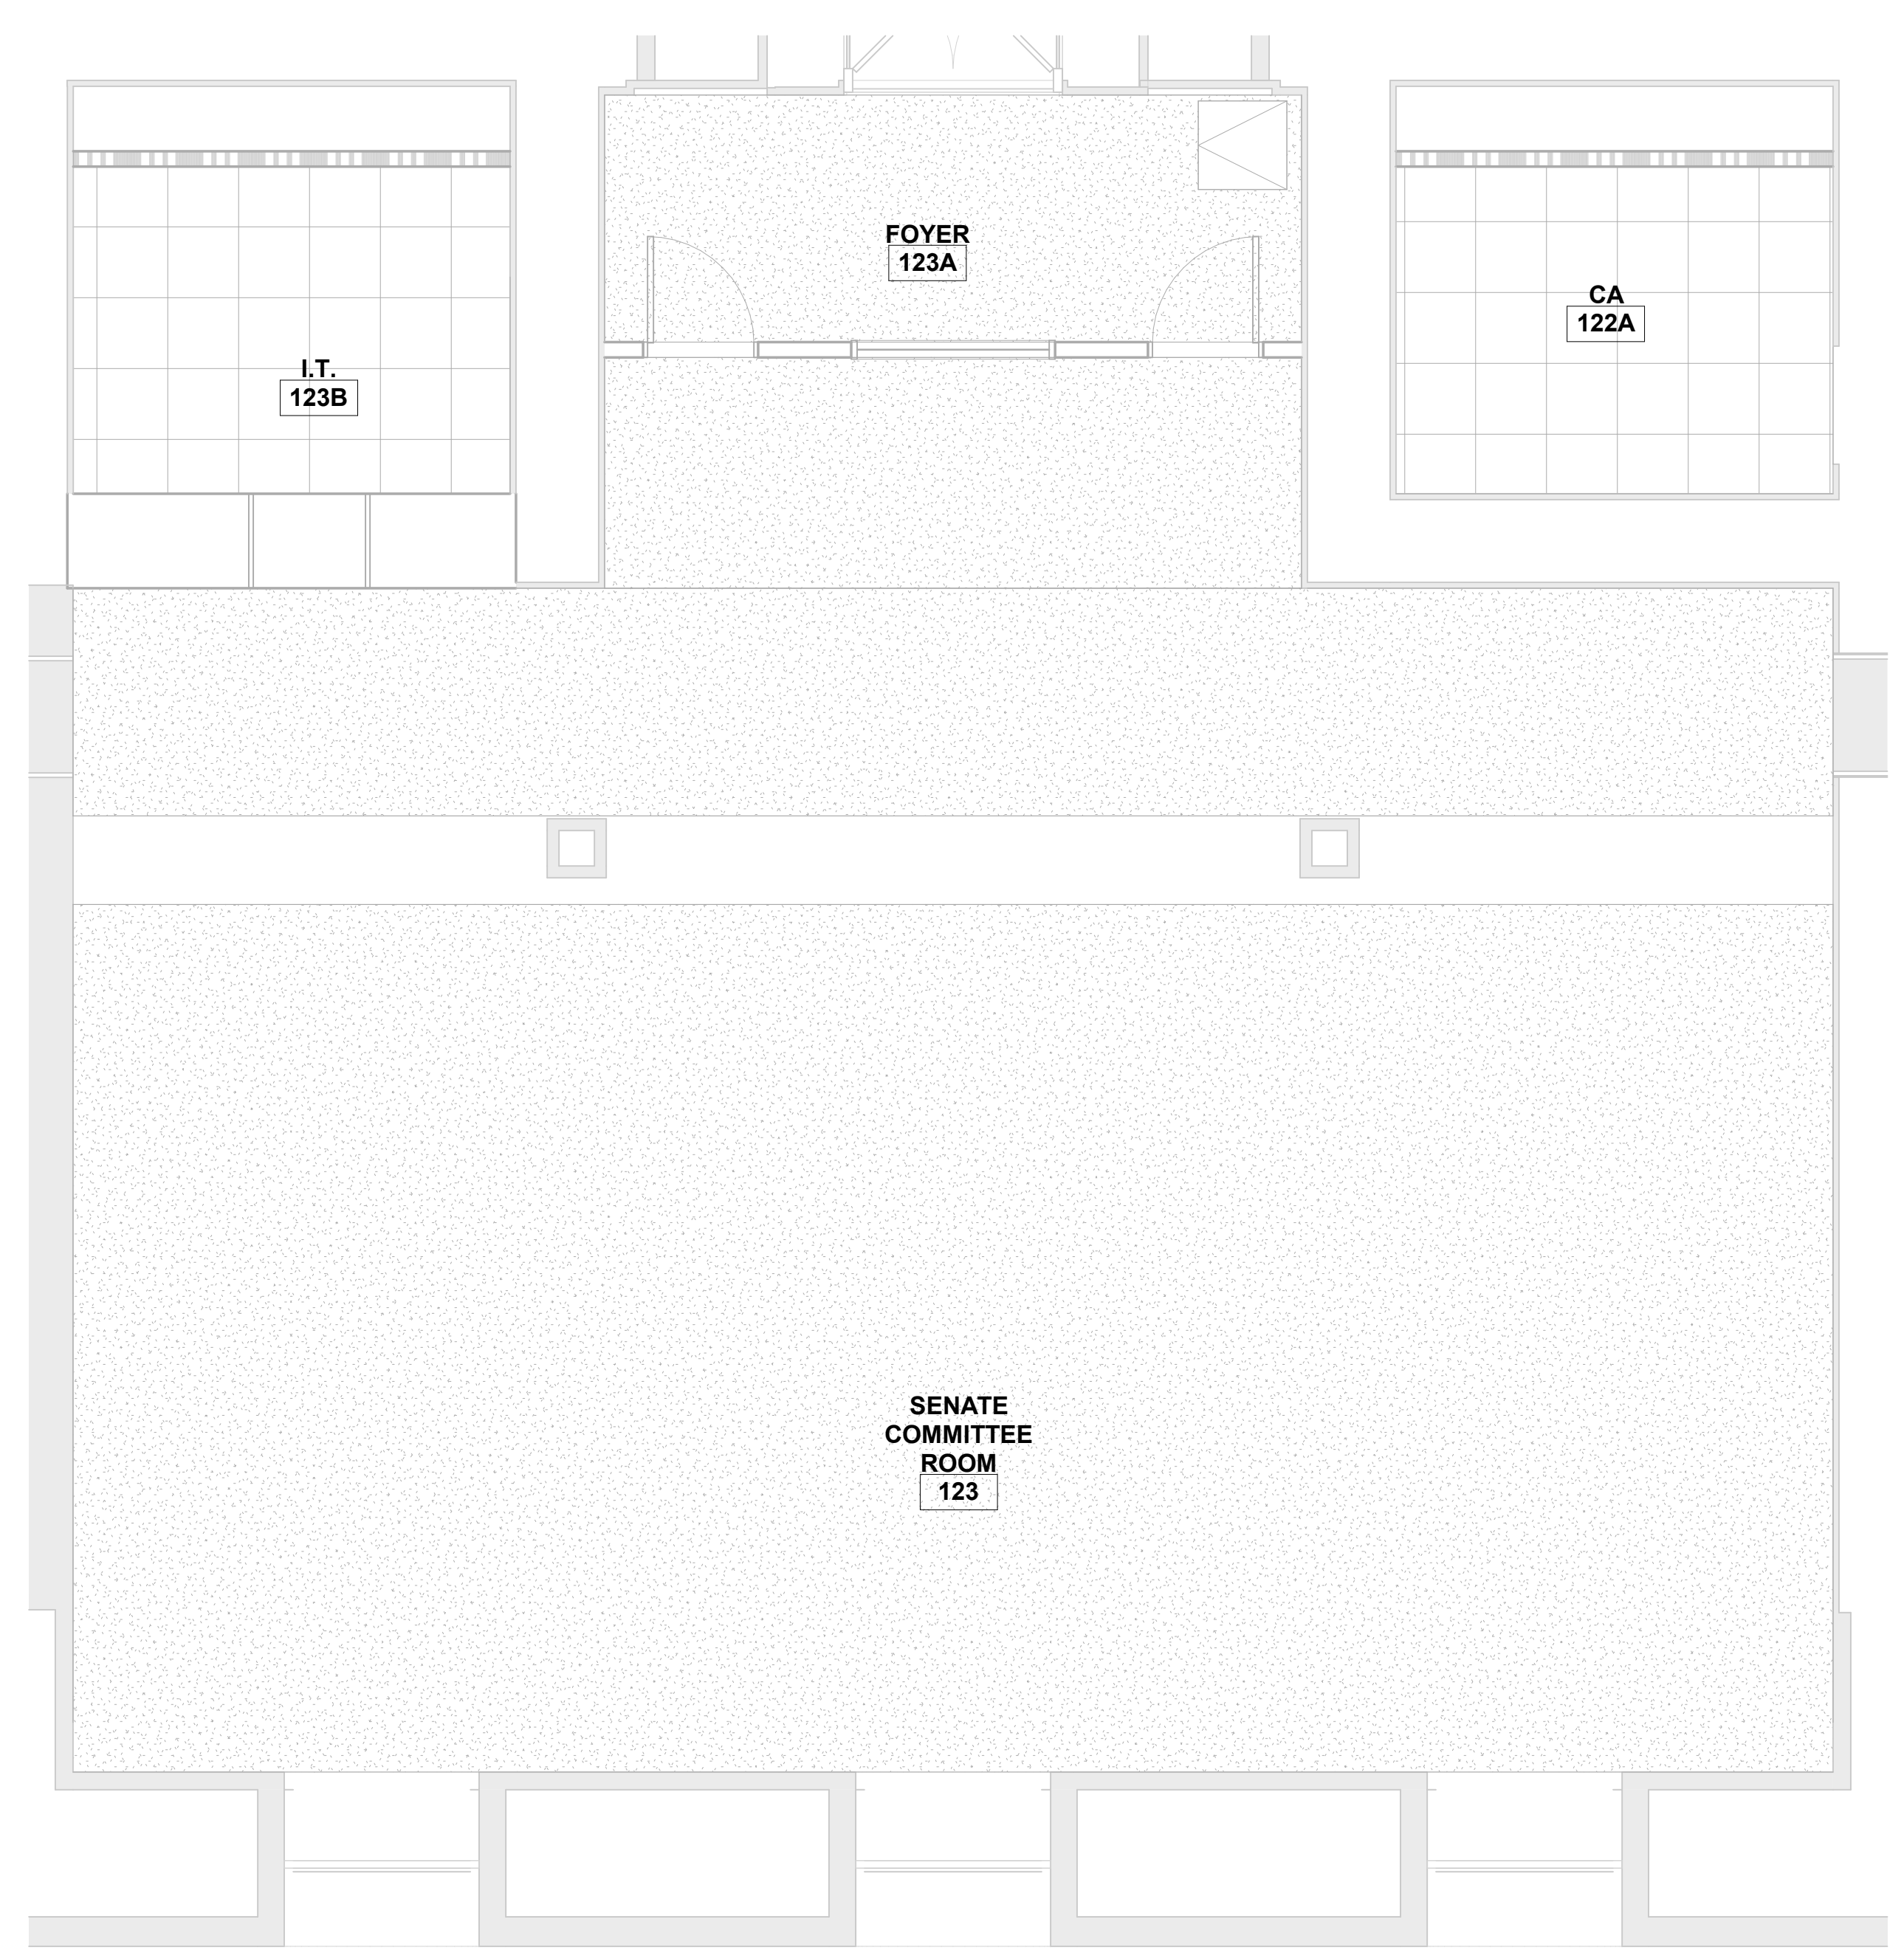 FOYER
123A
CA
122A
I.T.
123B
SENATE
COMMITTEE
ROOM
123